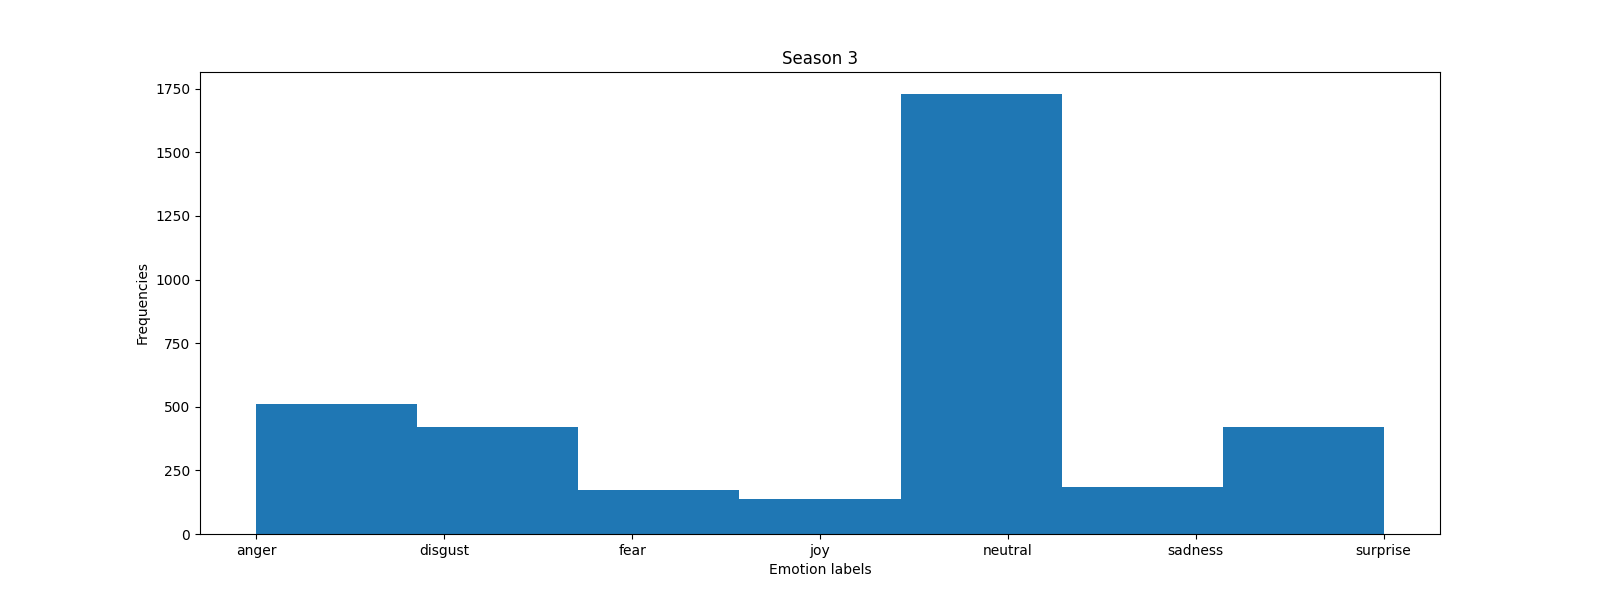 Season 3
Frequencies
1750
1500
1250
1000
750
500
250
0
anger disgust fear joy neutral sadness surprise
Emotion labels